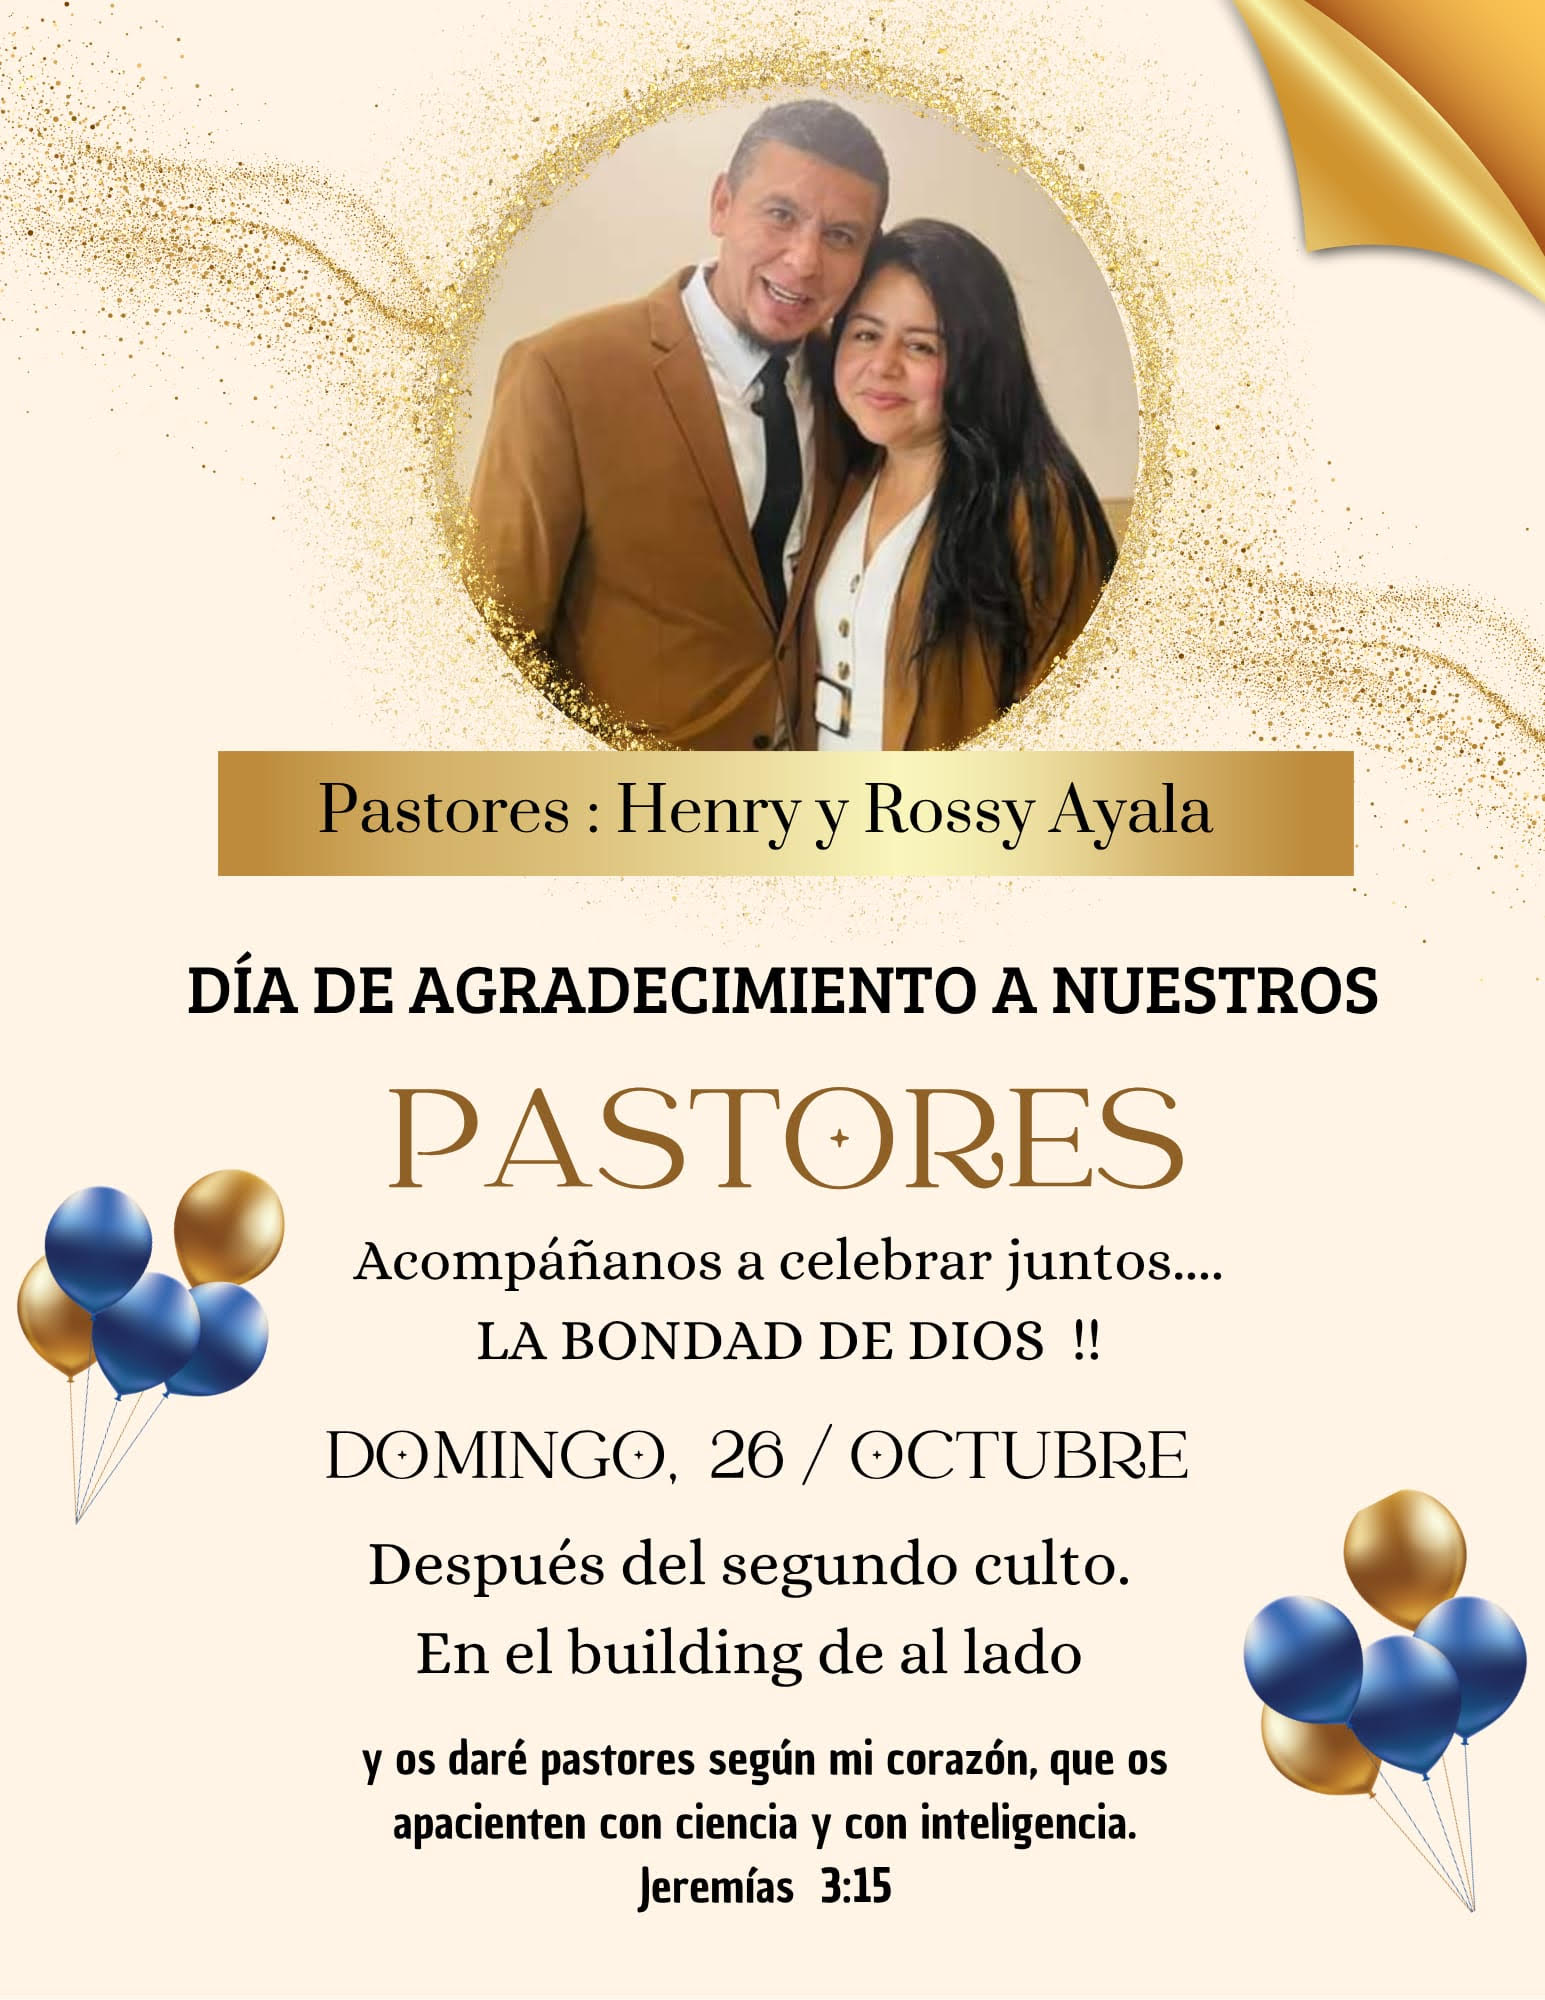 Pastores : Henry y Rossy Ayala
DÍA DE AGRADECIMIENTO A NUESTROS
PASTORES
Acompáñanos a celebrar juntos....
LA BONDAD DE DIOS !!
DOMINGO, 26 / OCTUBRE
Después del segundo culto.
En el building de al lado
y os daré pastores según mi corazón, que os
apacienten con ciencia y con inteligencia.
Jeremías 3:15